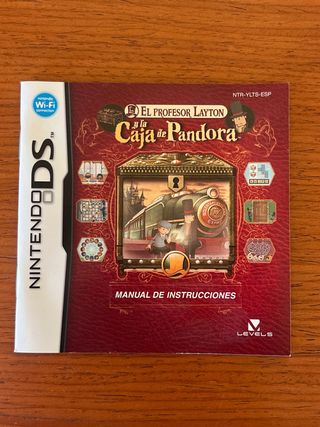 Nintendo
Wi-Fi
CONNECTION
NINTENDO DS™
NTR-YLTS-ESP
EL PROFESOR LAYTON
y la
Caja de Pandora
MANUAL DE INSTRUCCIONES
LEVEL5